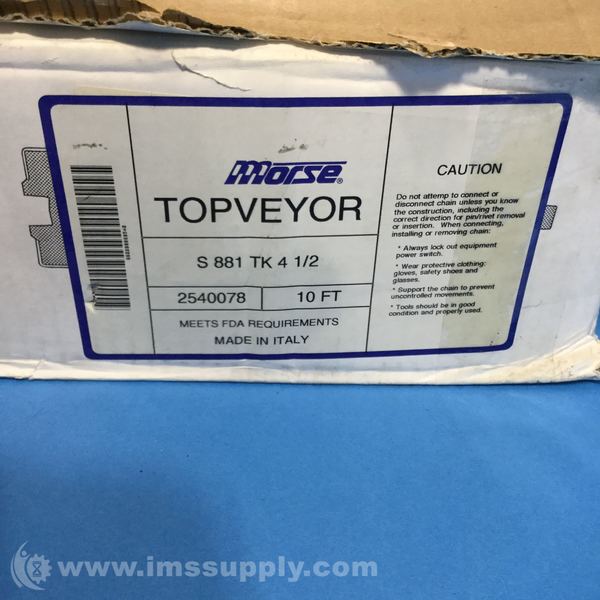 morse®
TOPVEYOR
S 881 TK 4 1/2
2540078 10 FT
MEETS FDA REQUIREMENTS
MADE IN ITALY
CAUTION
Do not attemp to connect or
disconnect chain unless you know
the construction, including the
correct direction for pin/rivet removal
or insertion. When connecting,
installing or removing chain:
* Always lock out equipment
power switch.
* Wear protective clothing:
gloves, safety shoes and
glasses.
* Support the chain to prevent
uncontrolled movements.
* Tools should be in good
condition and properly used.
www.imssupply.com